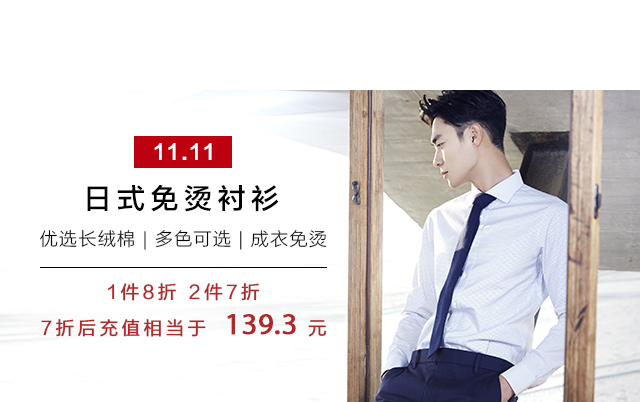 11.11
日式免烫衬衫
优选长绒棉 | 多色可选 | 成衣免烫
1件8折 2件7折
7折后充值相当于 139.3 元